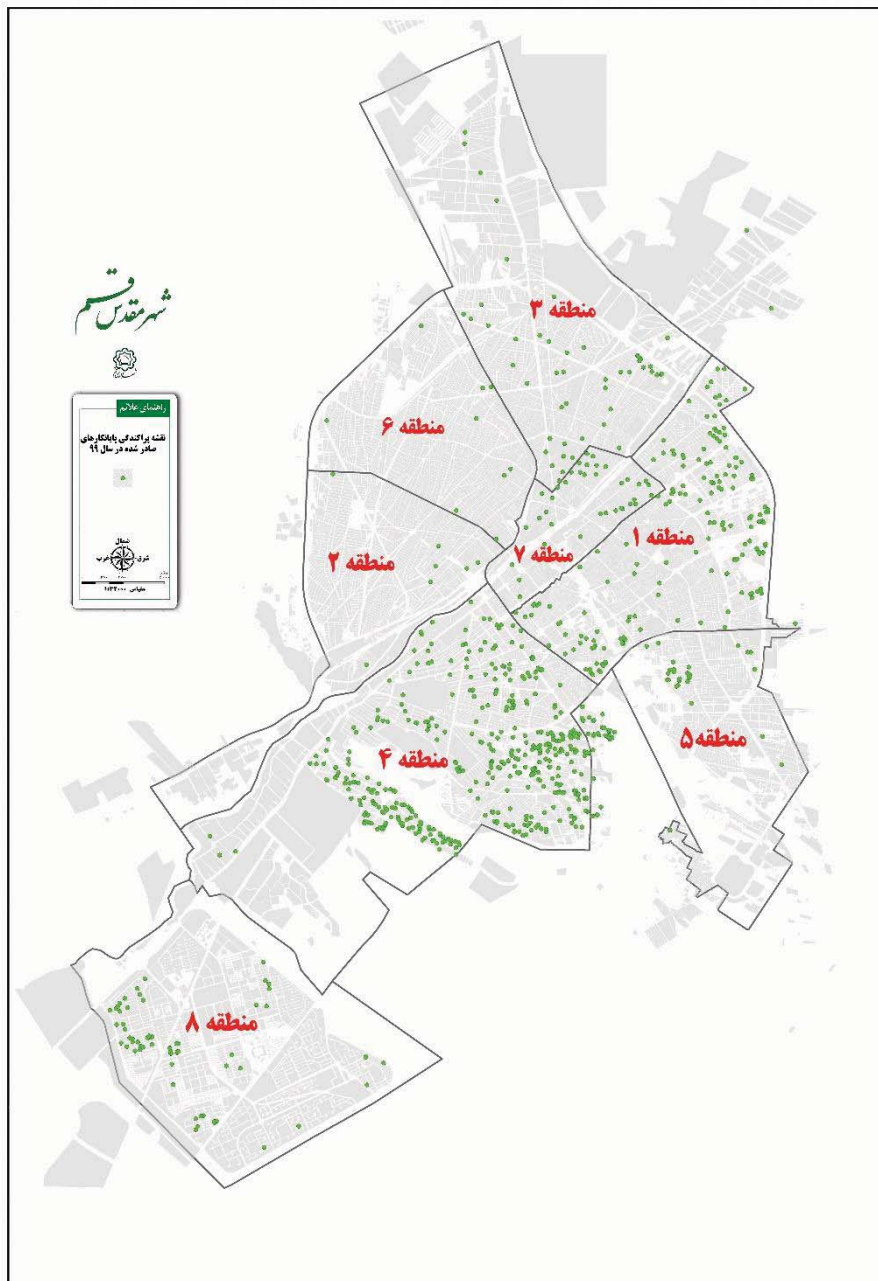 شهر مقدس قم
راهنمای علائم
نقشه پراکندگی پایانکارهای
صادر شده در سال ۹۹
شمال
غرب
شرق
مقیاس
منطقه ۳
منطقه ۶
منطقه ۱
منطقه ۷
منطقه ۲
منطقه ۵
منطقه ۴
منطقه ۸